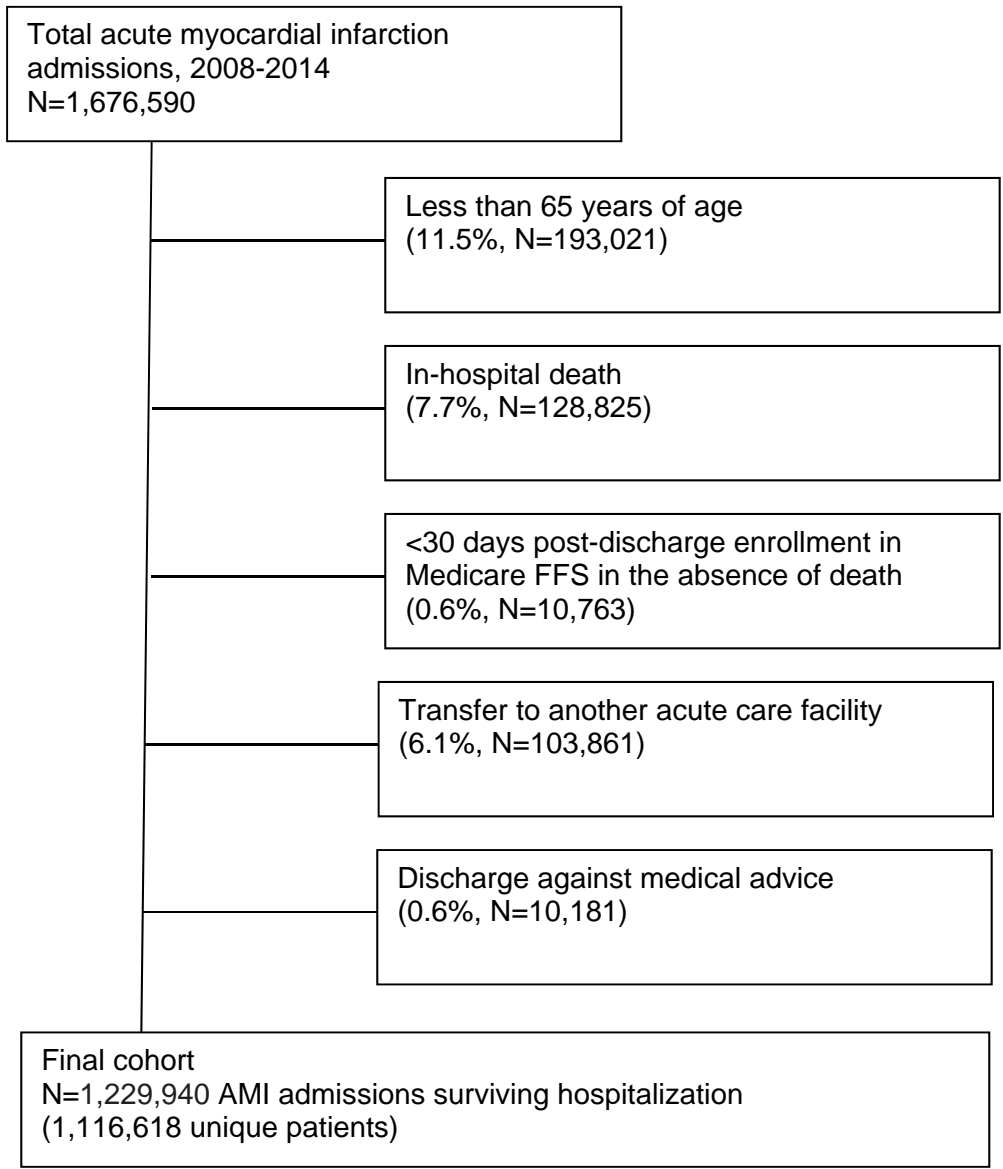 Total acute myocardial infarction
admissions, 2008-2014
N=1,676,590
Less than 65 years of age
(11.5%, N=193,021)
In-hospital death
(7.7%, N=128,825)
<30 days post-discharge enrollment in
Medicare FFS in the absence of death
(0.6%, N=10,763)
Transfer to another acute care facility
(6.1%, N=103,861)
Discharge against medical advice
(0.6%, N=10,181)
Final cohort
N=1,229,940 AMI admissions surviving hospitalization
(1,116,618 unique patients)